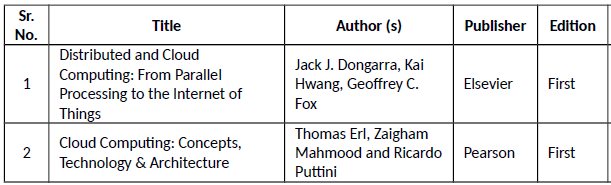 Sr. No. Title Author (s) Publisher Edition
1 Distributed and Cloud Computing: From Parallel Processing to the Internet of Things Jack J. Dongarra, Kai Hwang, Geoffrey C. Fox Elsevier First
2 Cloud Computing: Concepts, Technology & Architecture Thomas Erl, Zaigham Mahmood and Ricardo Puttini Pearson First